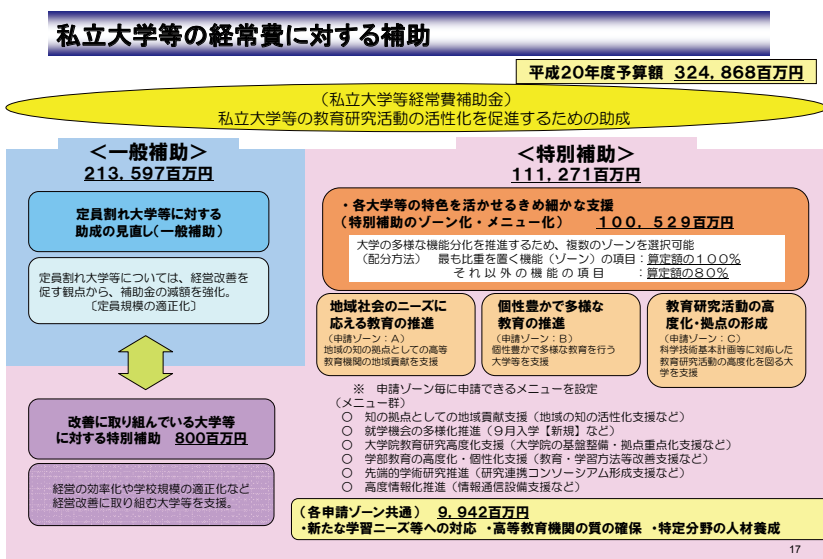 私立大学等の経常費に対する補助
平成20年度予算額 324,868百万円
(私立大学等経常費補助金)
私立大学等の教育研究活動の活性化を促進するための助成
<一般補助>
213,597百万円
定員割れ大学等に対する
助成の見直し(一般補助)
定員割れ大学等については、経営改善を
促す観点から、補助金の減額を強化。
〔定員規模の適正化〕
改善に取り組んでいる大学等
に対する特別補助 800百万円
経営の効率化や学校規模の適正化など
経営改善に取り組む大学等を支援。
<特別補助>
111,271百万円
・各大学等の特色を活かせるきめ細かな支援
(特別補助のゾーン化・メニュー化) 100,529百万円
大学の多様な機能分化を推進するため、複数のゾーンを選択可能
(配分方法) 最も比重を置く機能(ゾーン)の項目:算定額の100%
それ以外の機能の項目 :算定額の80%
地域社会のニーズに
応える教育の推進
(申請ゾーン:A)
地域の知の拠点としての高等
教育機関の地域貢献を支援
個性豊かで多様な
教育の推進
(申請ゾーン:B)
個性豊かで多様な教育を行う
大学等を支援
教育研究活動の高
度化・拠点の形成
(申請ゾーン:C)
科学技術基本計画等に対応した
教育研究活動の高度化を図る大
学を支援
※ 申請ゾーン毎に申請できるメニューを設定
(メニュー群)
○ 知の拠点としての地域貢献支援(地域の知の活性化支援など)
○ 就学機会の多様化推進(9月入学【新規】など)
○ 大学院教育研究高度化支援(大学院の基盤整備・拠点重点化支援など)
○ 学部教育の高度化・個性化支援(教育・学習方法等改善支援など)
○ 先端的学術研究推進(研究連携コンソーシアム形成支援など)
○ 高度情報化推進(情報通信設備支援など)
(各申請ゾーン共通) 9,942百万円
・新たな学習ニーズ等への対応 ・高等教育機関の質の確保 ・特定分野の人材養成
17